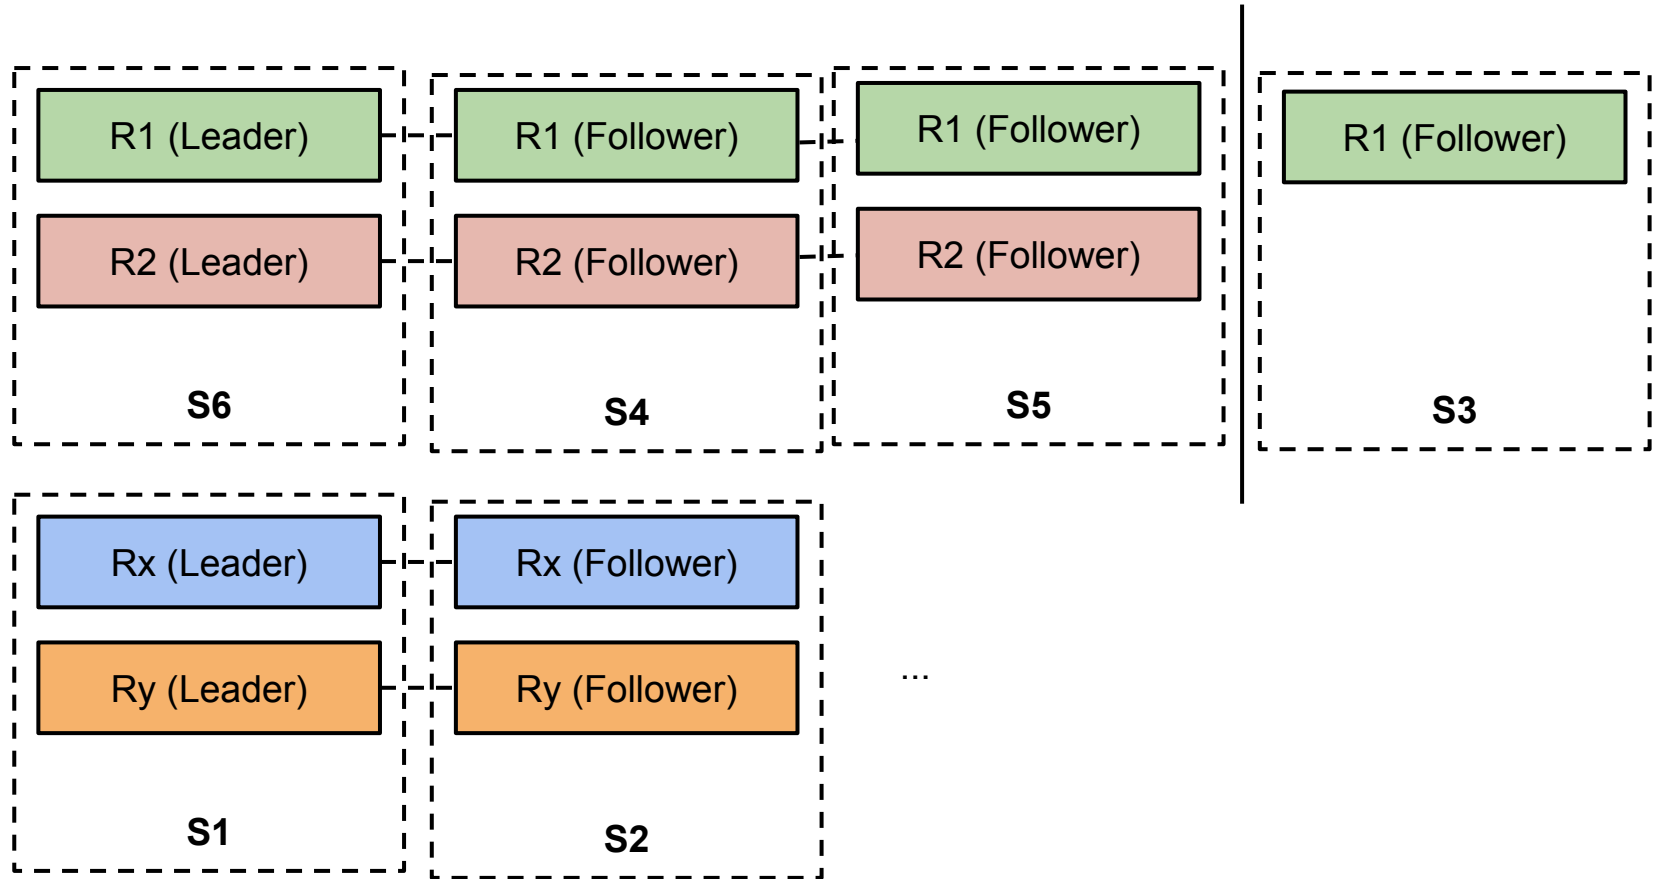 R1 (Leader)
R1 (Follower)
R1 (Follower)
R1 (Follower)
R2 (Leader)
R2 (Follower)
R2 (Follower)
S6
S4
S5
S3
Rx (Leader)
Rx (Follower)
Ry (Leader)
Ry (Follower)
...
S1
S2